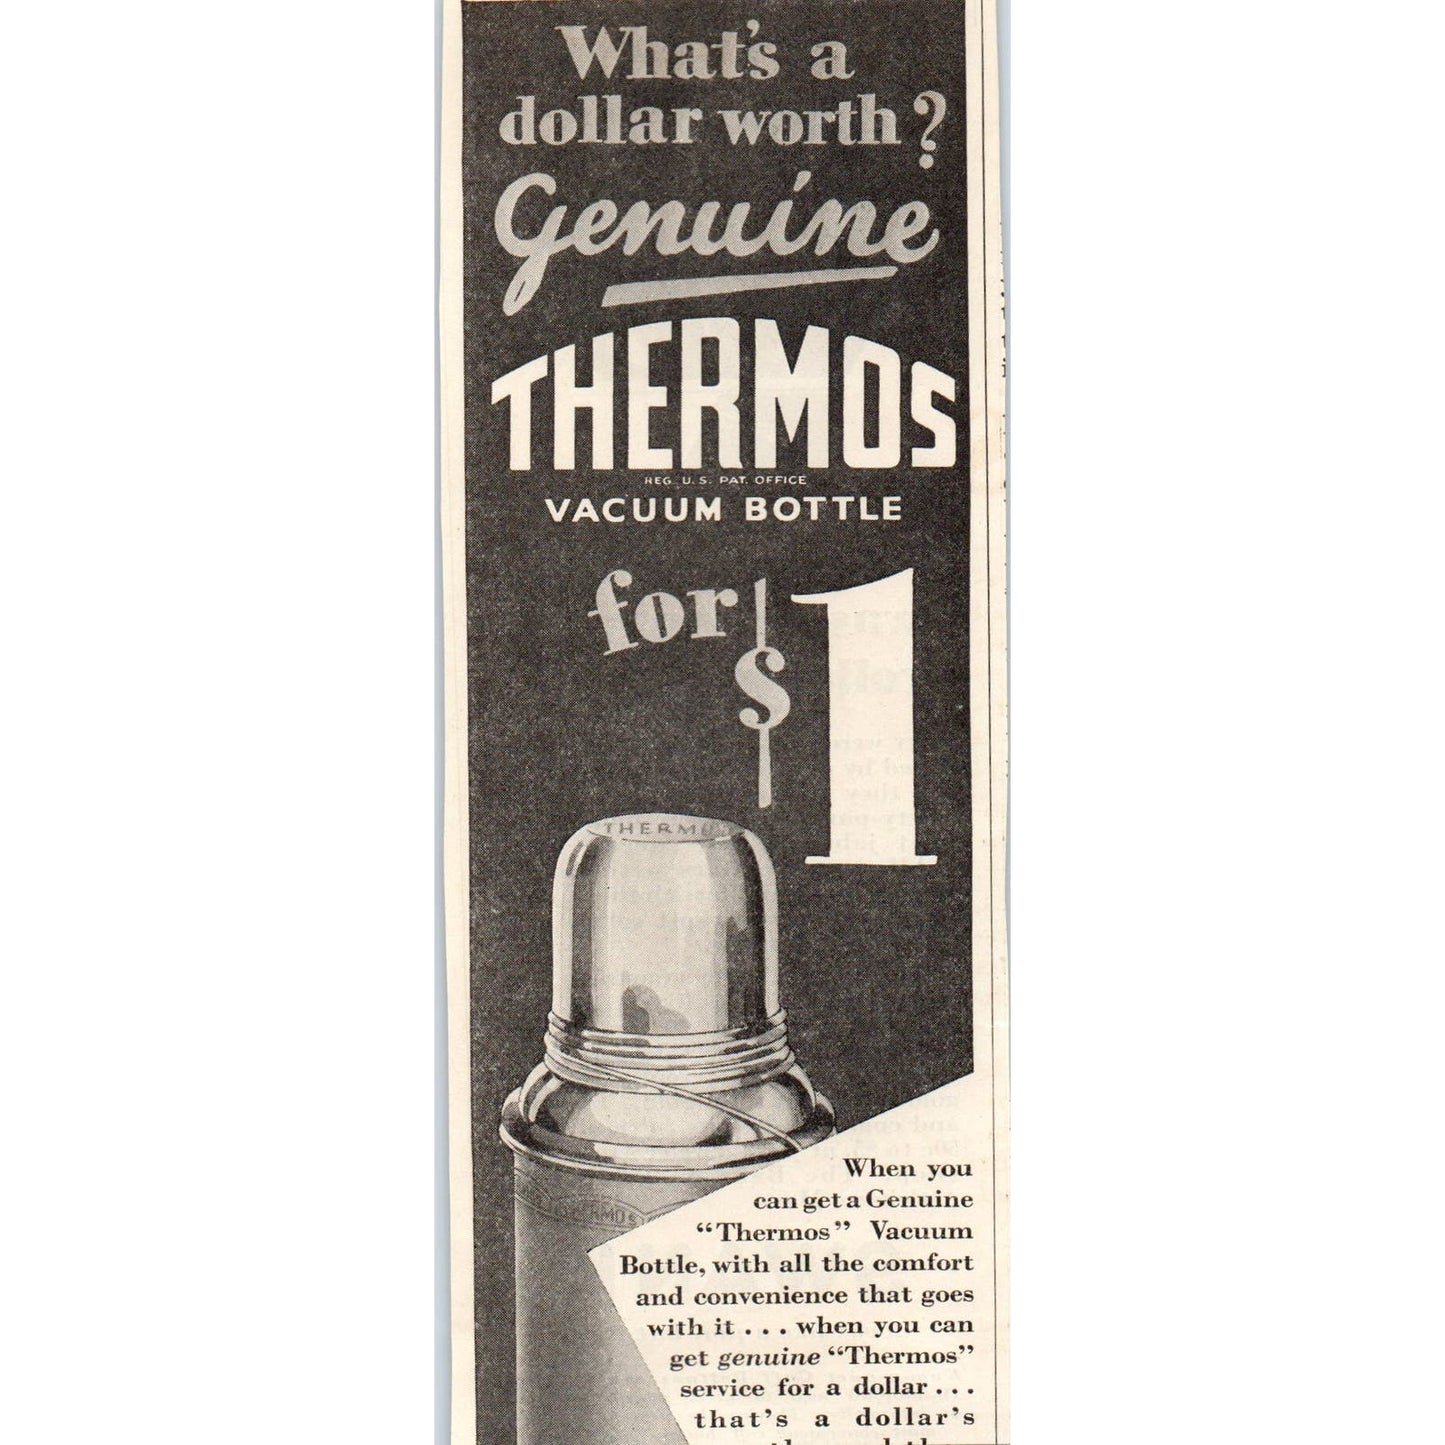 What's a
dollar worth?
Genuine
THERMOS
REG. U.S. PAT. OFFICE
VACUUM BOTTLE
for $1
THERMO
When you
can get a Genuine
“Thermos” Vacuum
Bottle, with all the comfort
and convenience that goes
with it . . . when you can
get genuine “Thermos”
service for a dollar . . .
that's a dollar's